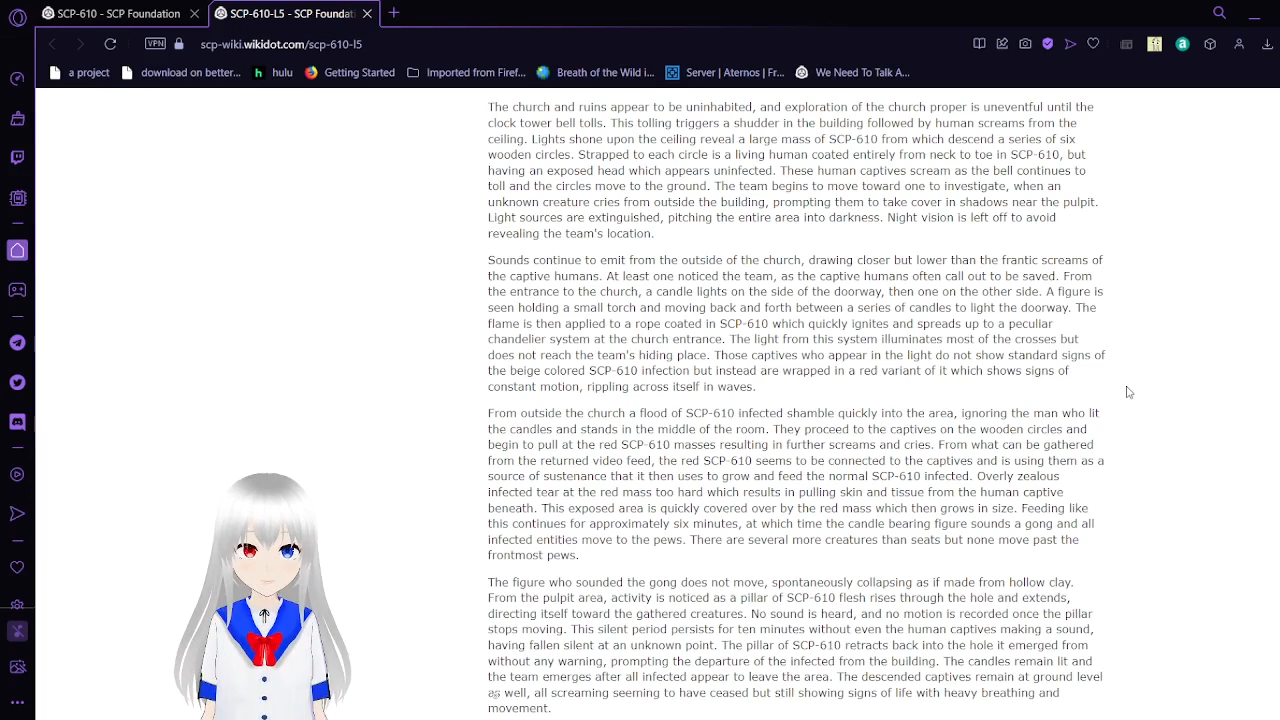 SCP-610 - SCP Foundation
SCP-610-L5 - SCP Foundati
VPN
scp-wiki.wikidot.com/scp-610-l5
a project
download on better...
hulu
Getting Started
Imported from Firef...
Breath of the Wild i...
Server | Aternos | Fr...
We Need To Talk A...
The church and ruins appear to be uninhabited, and exploration of the church proper is uneventful until the
clock tower bell tolls. This tolling triggers a shudder in the building followed by human screams from the
ceiling. Lights shone upon the ceiling reveal a large mass of SCP-610 from which descend a series of six
wooden circles. Strapped to each circle is a living human coated entirely from neck to toe in SCP-610, but
having an exposed head which appears uninfected. These human captives scream as the bell continues to
toll and the circles move to the ground. The team begins to move toward one to investigate, when an
unknown creature cries from outside the building, prompting them to take cover in shadows near the pulpit.
Light sources are extinguished, pitching the entire area into darkness. Night vision is left off to avoid
revealing the team's location.
Sounds continue to emit from the outside of the church, drawing closer but lower than the frantic screams of
the captive humans. At least one noticed the team, as the captive humans often call out to be saved. From
the entrance to the church, a candle lights on the side of the doorway, then one on the other side. A figure is
seen holding a small torch and moving back and forth between a series of candles to light the doorway. The
flame is then applied to a rope coated in SCP-610 which quickly ignites and spreads up to a peculiar
chandelier system at the church entrance. The light from this system illuminates most of the crosses but
does not reach the team's hiding place. Those captives who appear in the light do not show standard signs of
the beige colored SCP-610 infection but instead are wrapped in a red variant of it which shows signs of
constant motion, rippling across itself in waves.
From outside the church a flood of SCP-610 infected shamble quickly into the area, ignoring the man who lit
the candles and stands in the middle of the room. They proceed to the captives on the wooden circles and
begin to pull at the red SCP-610 masses resulting in further screams and cries. From what can be gathered
from the returned video feed, the red SCP-610 seems to be connected to the captives and is using them as a
source of sustenance that it then uses to grow and feed the normal SCP-610 infected. Overly zealous
infected tear at the red mass too hard which results in pulling skin and tissue from the human captive
beneath. This exposed area is quickly covered over by the red mass which then grows in size. Feeding like
this continues for approximately six minutes, at which time the candle bearing figure sounds a gong and all
infected entities move to the pews. There are several more creatures than seats but none move past the
frontmost pews.
The figure who sounded the gong does not move, spontaneously collapsing as if made from hollow clay.
From the pulpit area, activity is noticed as a pillar of SCP-610 flesh rises through the hole and extends,
directing itself toward the gathered creatures. No sound is heard, and no motion is recorded once the pillar
stops moving. This silent period persists for ten minutes without even the human captives making a sound,
having fallen silent at an unknown point. The pillar of SCP-610 retracts back into the hole it emerged from
without any warning, prompting the departure of the infected from the building. The candles remain lit and
the team emerges after all infected appear to leave the area. The descended captives remain at ground level
as well, all screaming seeming to have ceased but still showing signs of life with heavy breathing and
movement.